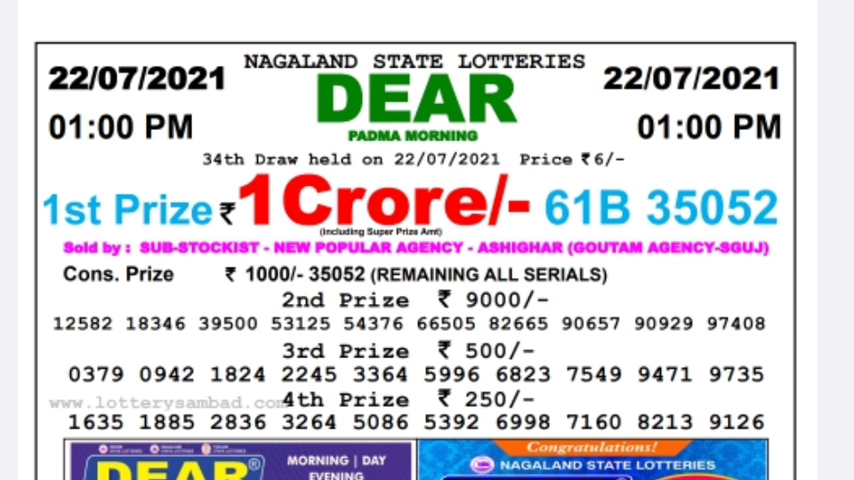 NAGALAND STATE LOTTERIES
22/07/2021 DEAR 22/07/2021
01:00 PM PADMA MORNING 01:00 PM
34th Draw held on 22/07/2021 Price ₹6/-
1st Prize ₹1Crore/- 61B 35052
(Including Super Prize Amt)
Sold by : SUB-STOCKIST - NEW POPULAR AGENCY - ASHIGHAR (GOUTAM AGENCY-SGUJ)
Cons. Prize ₹ 1000/- 35052 (REMAINING ALL SERIALS)
2nd Prize ₹ 9000/-
12582 18346 39500 53125 54376 66505 82665 90657 90929 97408
3rd Prize ₹ 500/-
0379 0942 1824 2245 3364 5996 6823 7549 9471 9735
www.lotterysambad.com 4th Prize ₹ 250/-
1635 1885 2836 3264 5086 5392 6998 7160 8213 9126
DEAR® MORNING | DAY
EVENING
Congratulations!
NAGALAND STATE LOTTERIES